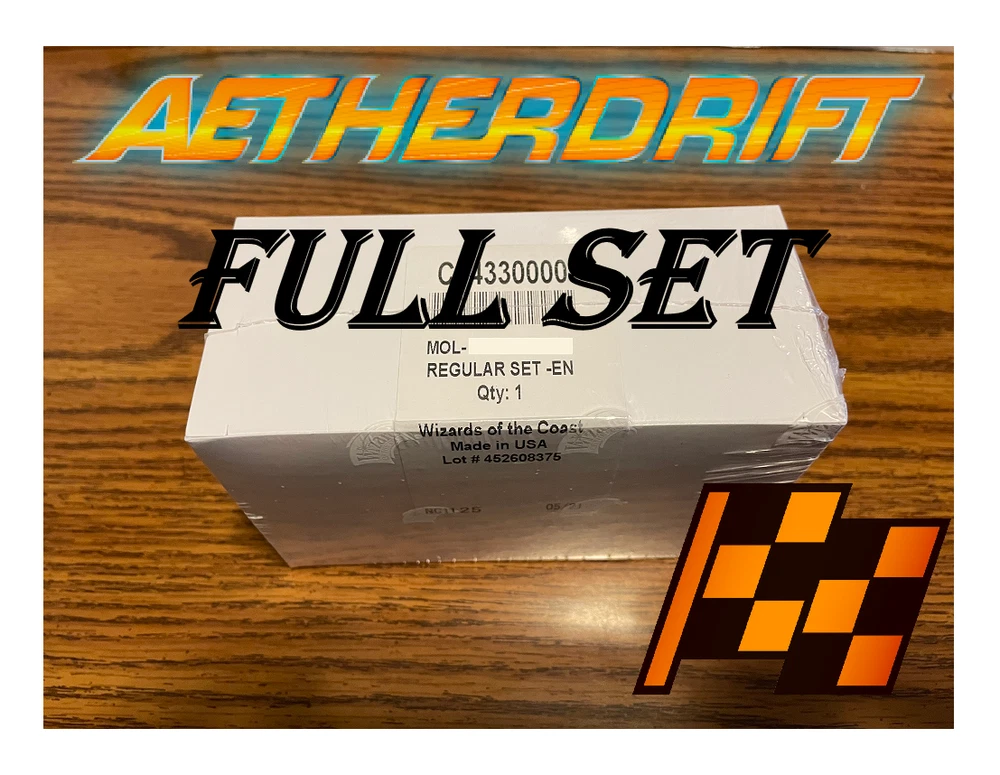 AETHERDRIFT
FULL SET
MOL-
REGULAR SET -EN
Qty: 1
Wizards of the Coast
Made in USA
Lot # 452608375